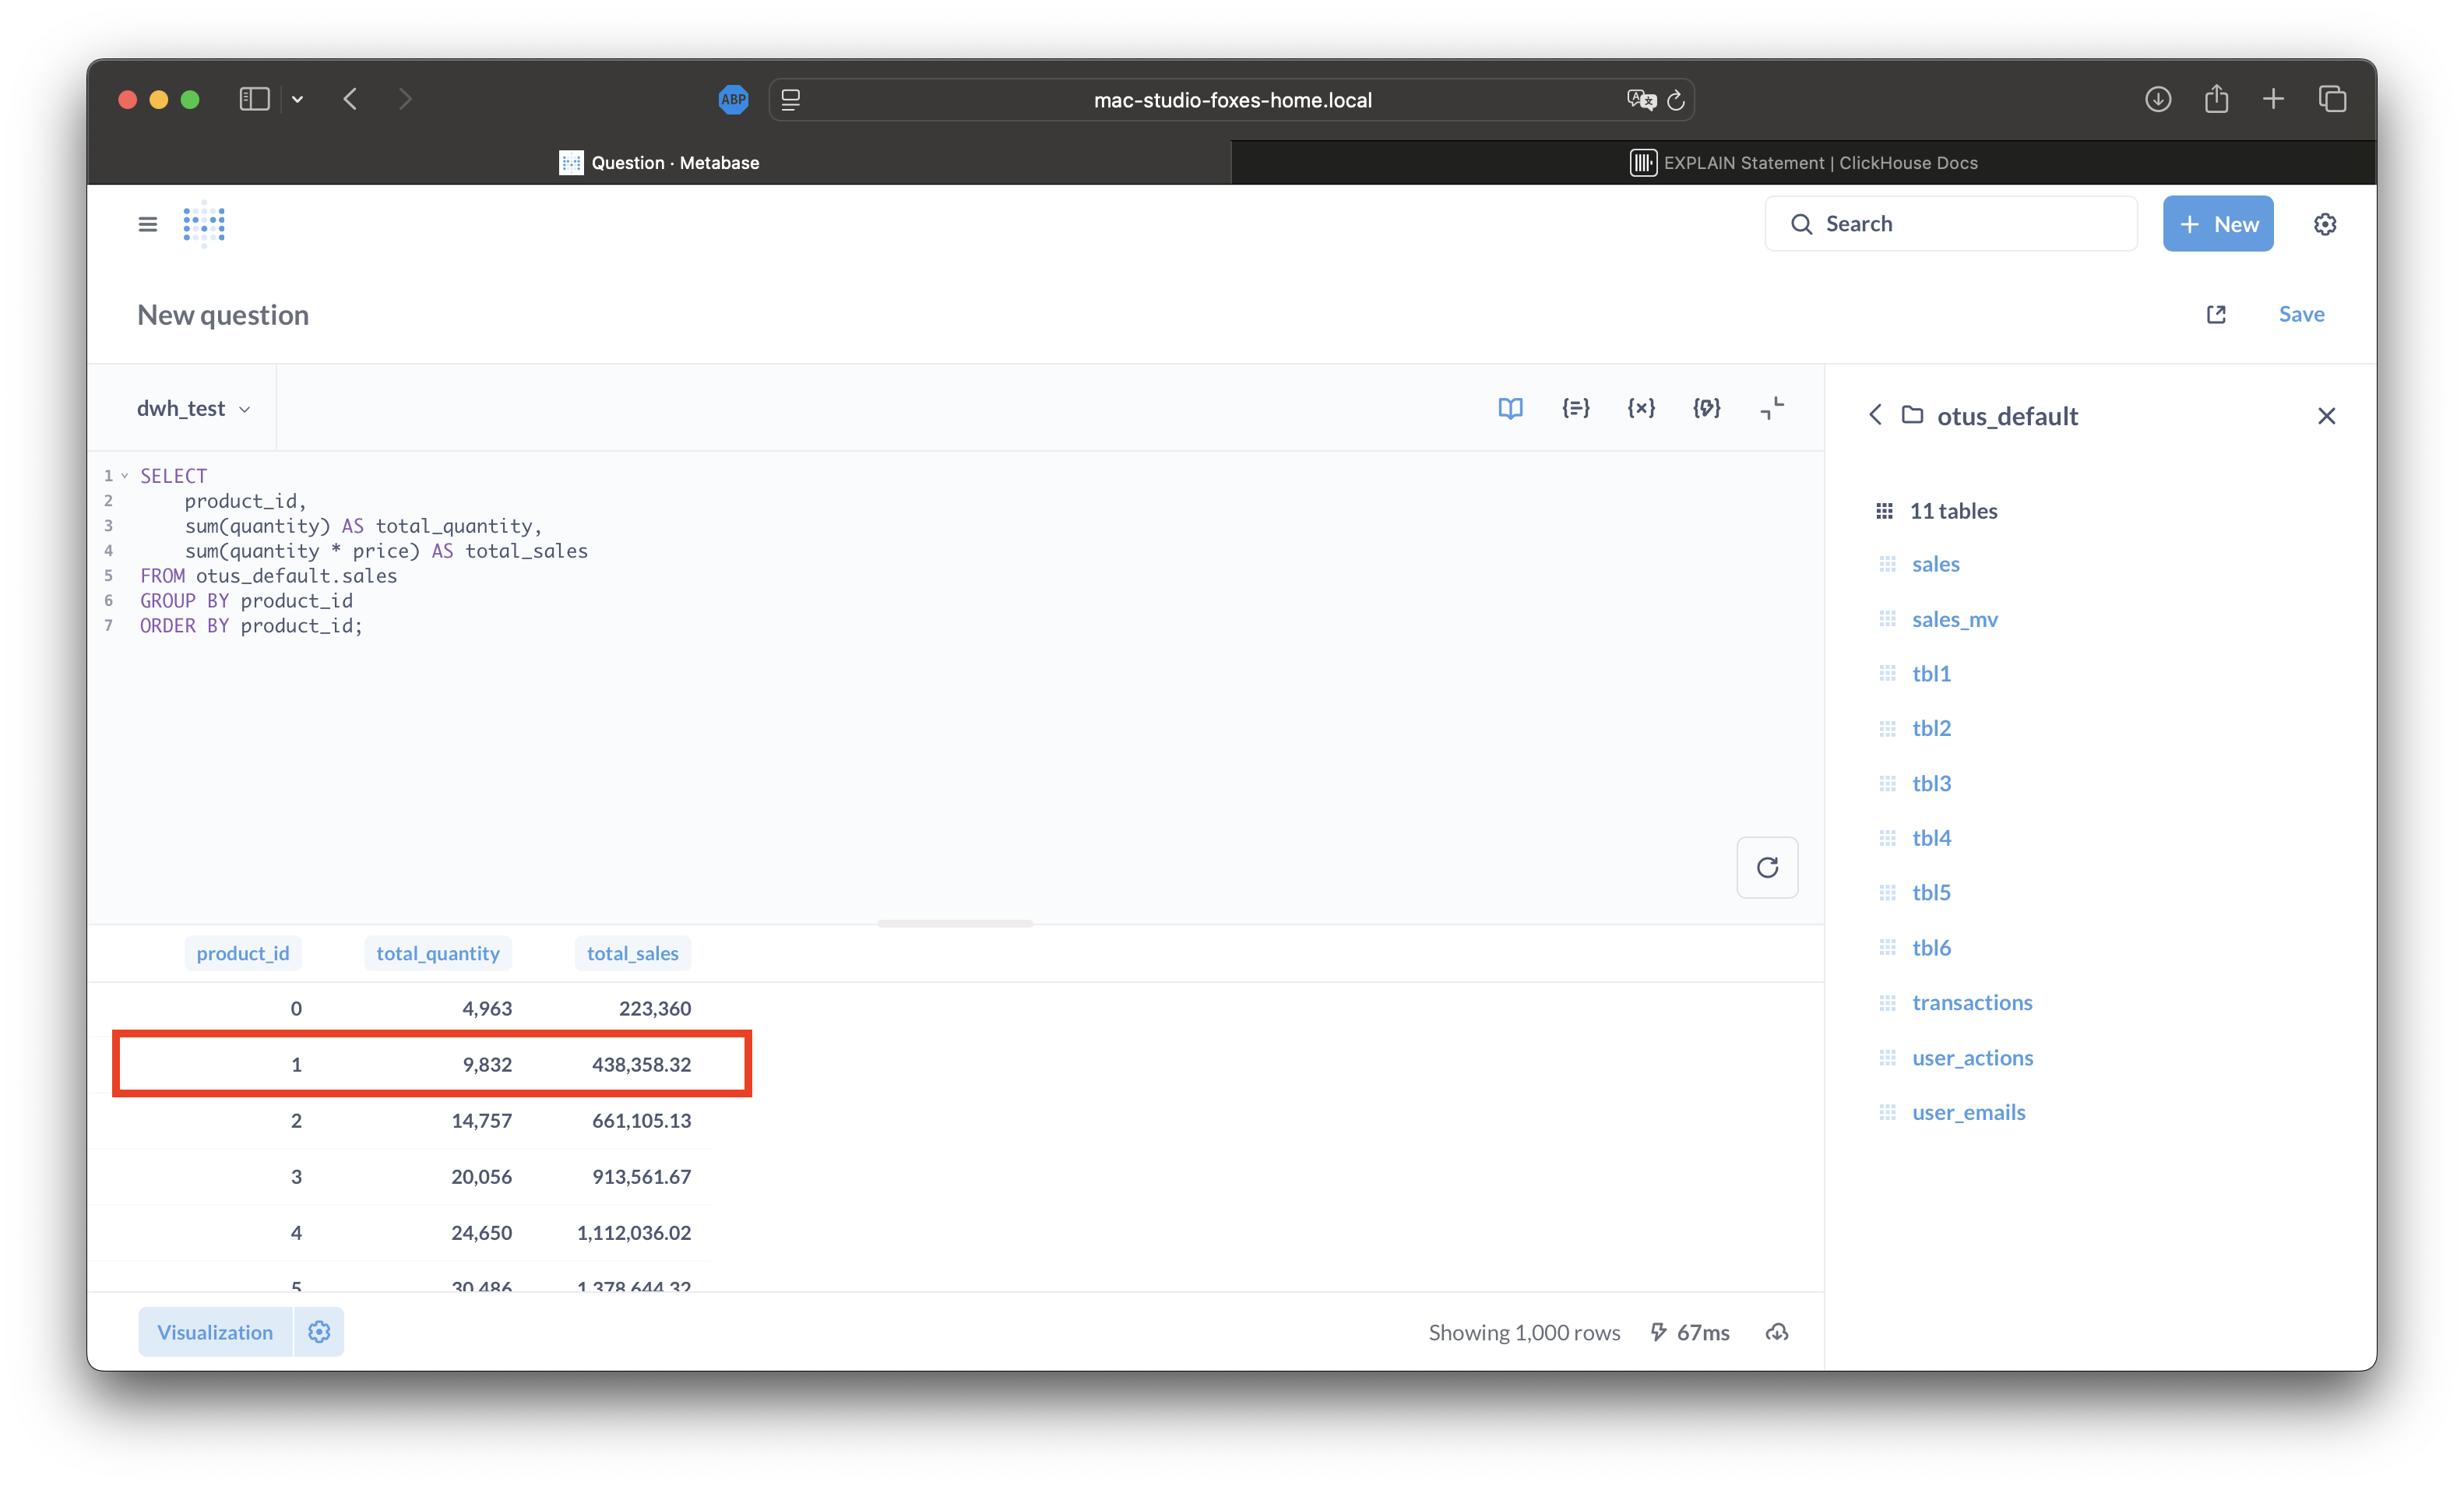 ABP
mac-studio-foxes-home.local
Question · Metabase
EXPLAIN Statement | ClickHouse Docs
Search
+ New
New question
Save
dwh_test
otus_default
1 SELECT
2 product_id,
3 sum(quantity) AS total_quantity,
4 sum(quantity * price) AS total_sales
5 FROM otus_default.sales
6 GROUP BY product_id
7 ORDER BY product_id;
11 tables
sales
sales_mv
tbl1
tbl2
tbl3
tbl4
tbl5
tbl6
transactions
user_actions
user_emails
product_id total_quantity total_sales
0 4,963 223,360
1 9,832 438,358.32
2 14,757 661,105.13
3 20,056 913,561.67
4 24,650 1,112,036.02
5 30,486 1,378,644.32
Visualization
Showing 1,000 rows 67ms